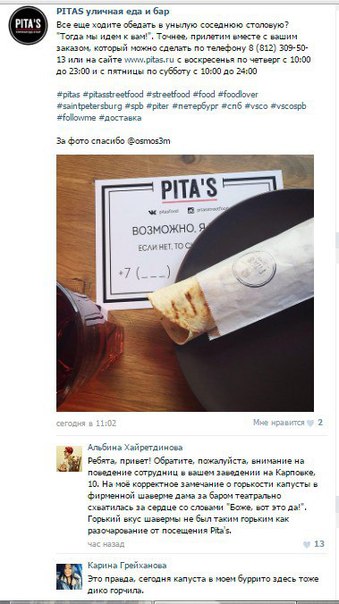 PITA'S
PITAS уличная еда и бар
Все еще ходите обедать в унылую соседнюю столовую?
"Тогда мы идем к вам!". Точнее, прилетим вместе с вашим
заказом, который можно сделать по телефону 8 (812) 309-50-
13 или на сайте www.pitas.ru с воскресенья по четверг с 10:00
до 23:00 и с пятницы по субботу с 10:00 до 24:00
#pitas #pitasstreetfood #streetfood #food #foodlover
#saintpetersburg #spb #piter #петербург #спб #vsco #vscospb
#followme #доставка
За фото спасибо @osmos3m
PITA'S
pitasfood
pitasstreetfoo
ВОЗМОЖНО, Я
ЕСЛИ НЕТ, ТО С
+7 (_ _ _)
сегодня в 11:02
Мне нравится 2
Альбина Хайретдинова
Ребята, привет! Обратите, пожалуйста, внимание на
поведение сотрудниц в вашем заведении на Карповке,
10. На моё корректное замечание о горькости капусты в
фирменной шаверме дама за баром театрально
схватилась за сердце со словами "Боже, вот это да!".
Горький вкус шавермы не был таким горьким как
разочарование от посещения Pita's.
час назад
13
Карина Грейханова
Это правда, сегодня капуста в моем буррито здесь тоже
дико горчила.